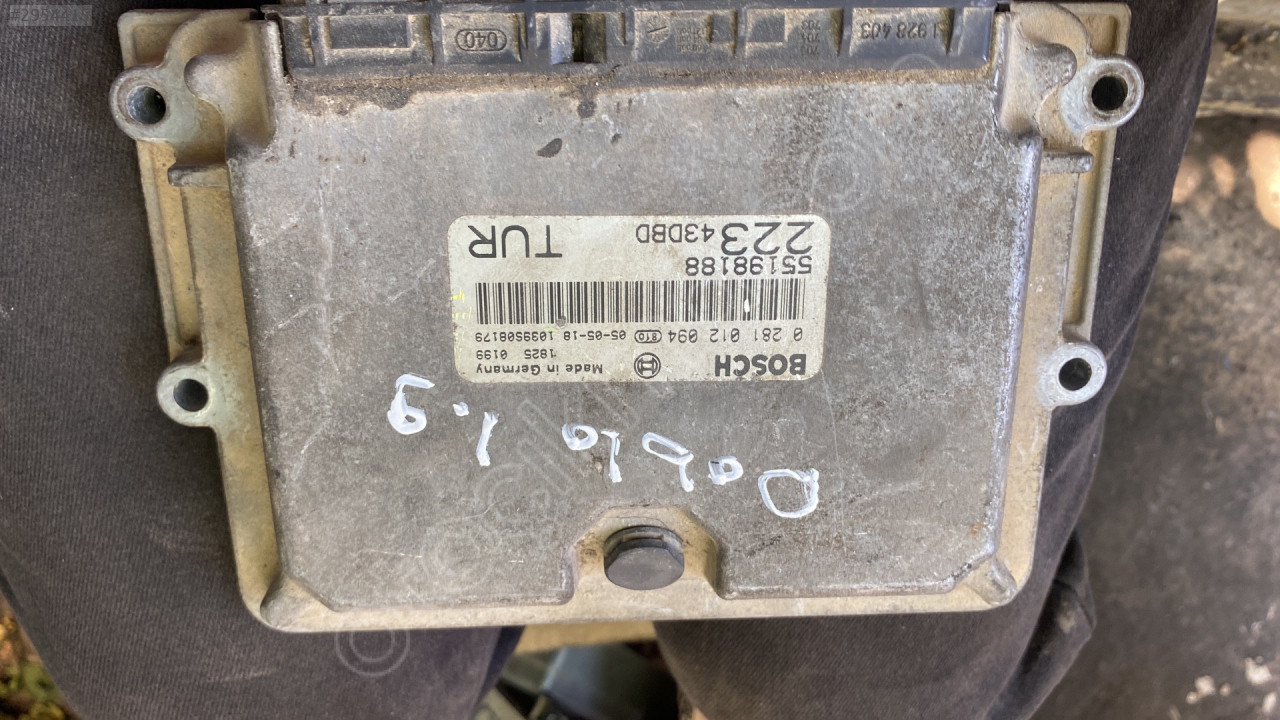 BOSCH
Made in Germany
1825 0199
0 281 012 094
810
05-05-18 1039S08179
55198188
223 43DBD
TUR
Doblo 1.9
040
1 928 403